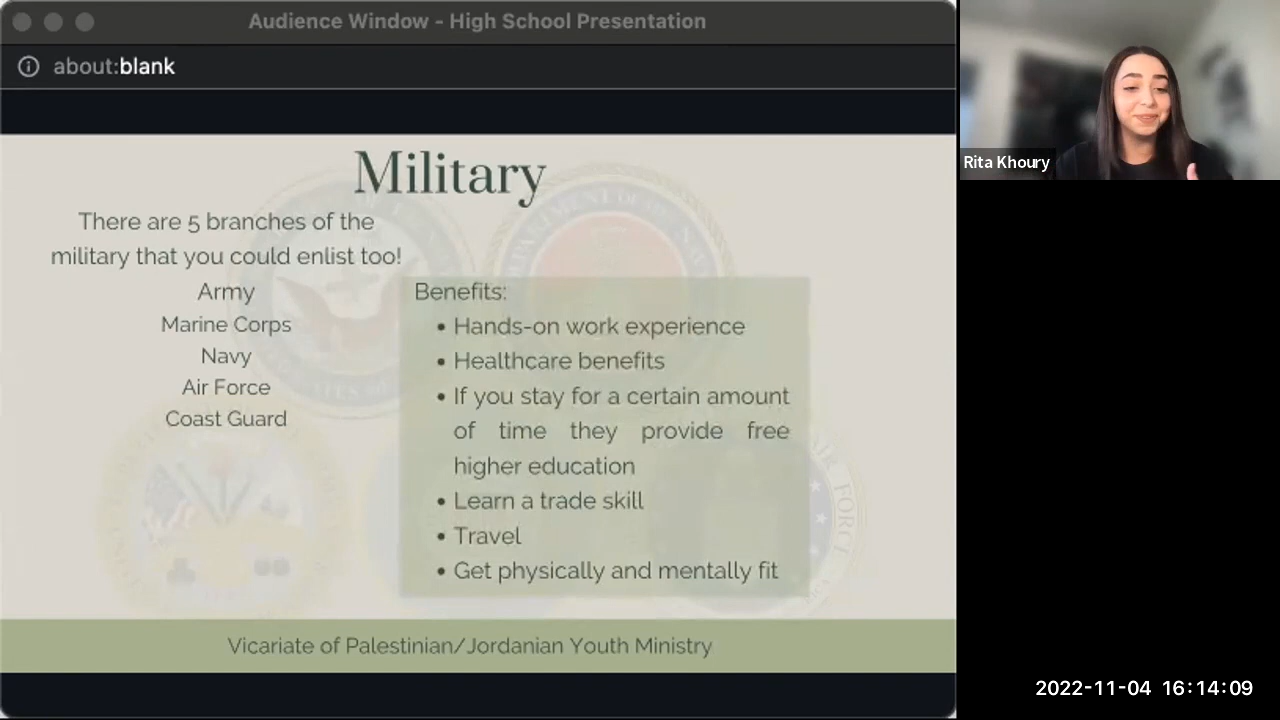 Audience Window - High School Presentation
about:blank
Military
There are 5 branches of the
military that you could enlist too!
Army
Marine Corps
Navy
Air Force
Coast Guard
Benefits:
• Hands-on work experience
• Healthcare benefits
• If you stay for a certain amount
of time they provide free
higher education
• Learn a trade skill
• Travel
• Get physically and mentally fit
Vicariate of Palestinian/Jordanian Youth Ministry
Rita Khoury
2022-11-04 16:14:09